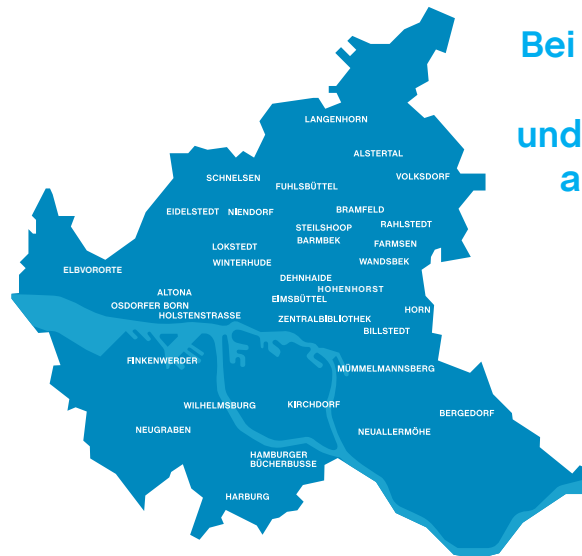 Bei
und
a
LANGENHORN
ALSTERTAL
SCHNELSEN
FUHLSBÜTTEL
VOLKSDORF
EIDELSTEDT
NIENDORF
BRAMFELD
STEILSHOOP
RAHLSTEDT
BARMBEK
LOKSTEDT
FARMSEN
WINTERHUDE
WANDSBEK
ELBVORORTE
DEHNHAIDE
HOHENHORST
ALTONA
EIMSBÜTTEL
OSDORFER BORN
HORN
HOLSTENSTRASSE
ZENTRALBIBLIOTHEK
BILLSTEDT
FINKENWERDER
MÜMMELMANNSBERG
WILHELMSBURG
KIRCHDORF
BERGEDORF
NEUGRABEN
NEUALLERMÖHE
HAMBURGER
BÜCHERBUSSE
HARBURG